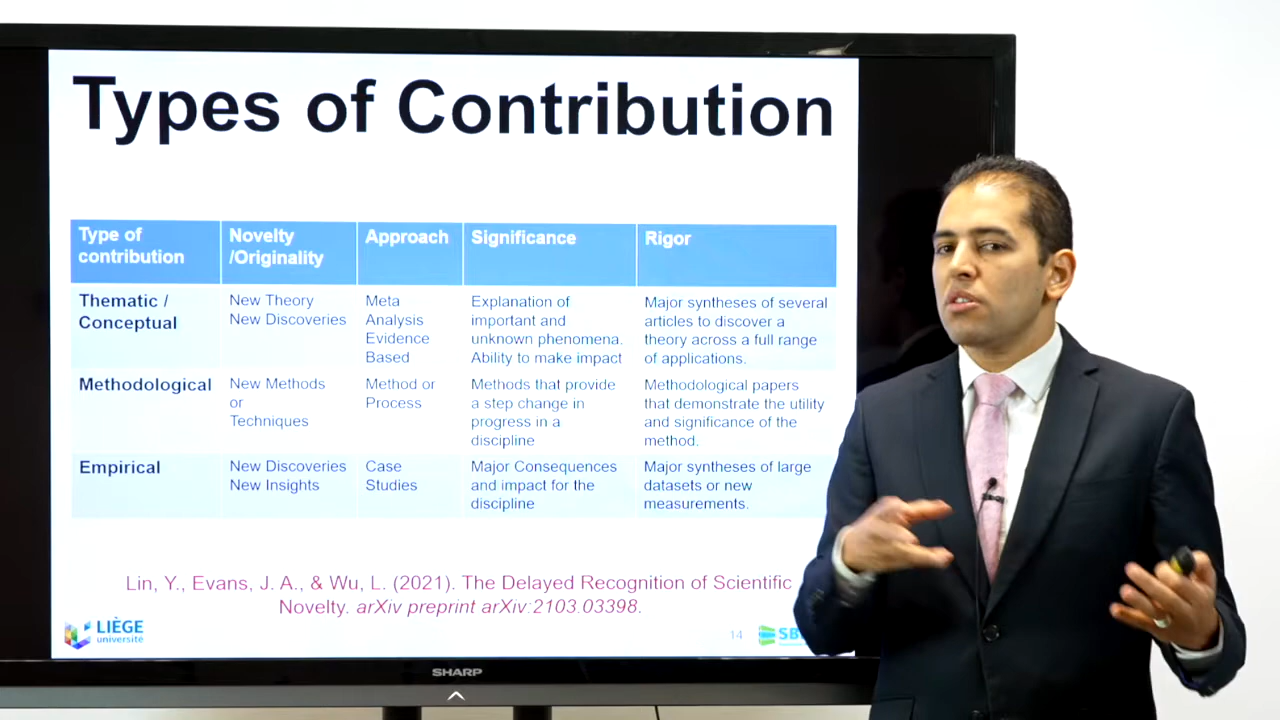 Types of Contribution
Type of
contribution
Novelty
/Originality
Approach
Significance
Rigor
Thematic /
Conceptual
New Theory
New Discoveries
Meta
Analysis
Evidence
Based
Explanation of
important and
unknown phenomena.
Ability to make impact
Major syntheses of several
articles to discover a
theory across a full range
of applications.
Methodological
New Methods
or
Techniques
Method or
Process
Methods that provide
a step change in
progress in a
discipline
Methodological papers
that demonstrate the utility
and significance of the
method.
Empirical
New Discoveries
New Insights
Case
Studies
Major Consequences
and impact for the
discipline
Major syntheses of large
datasets or new
measurements.
Lin, Y., Evans, J. A., & Wu, L. (2021). The Delayed Recognition of Scientific
Novelty. arXiv preprint arXiv:2103.03398.
LIÈGE
université
14
SHARP